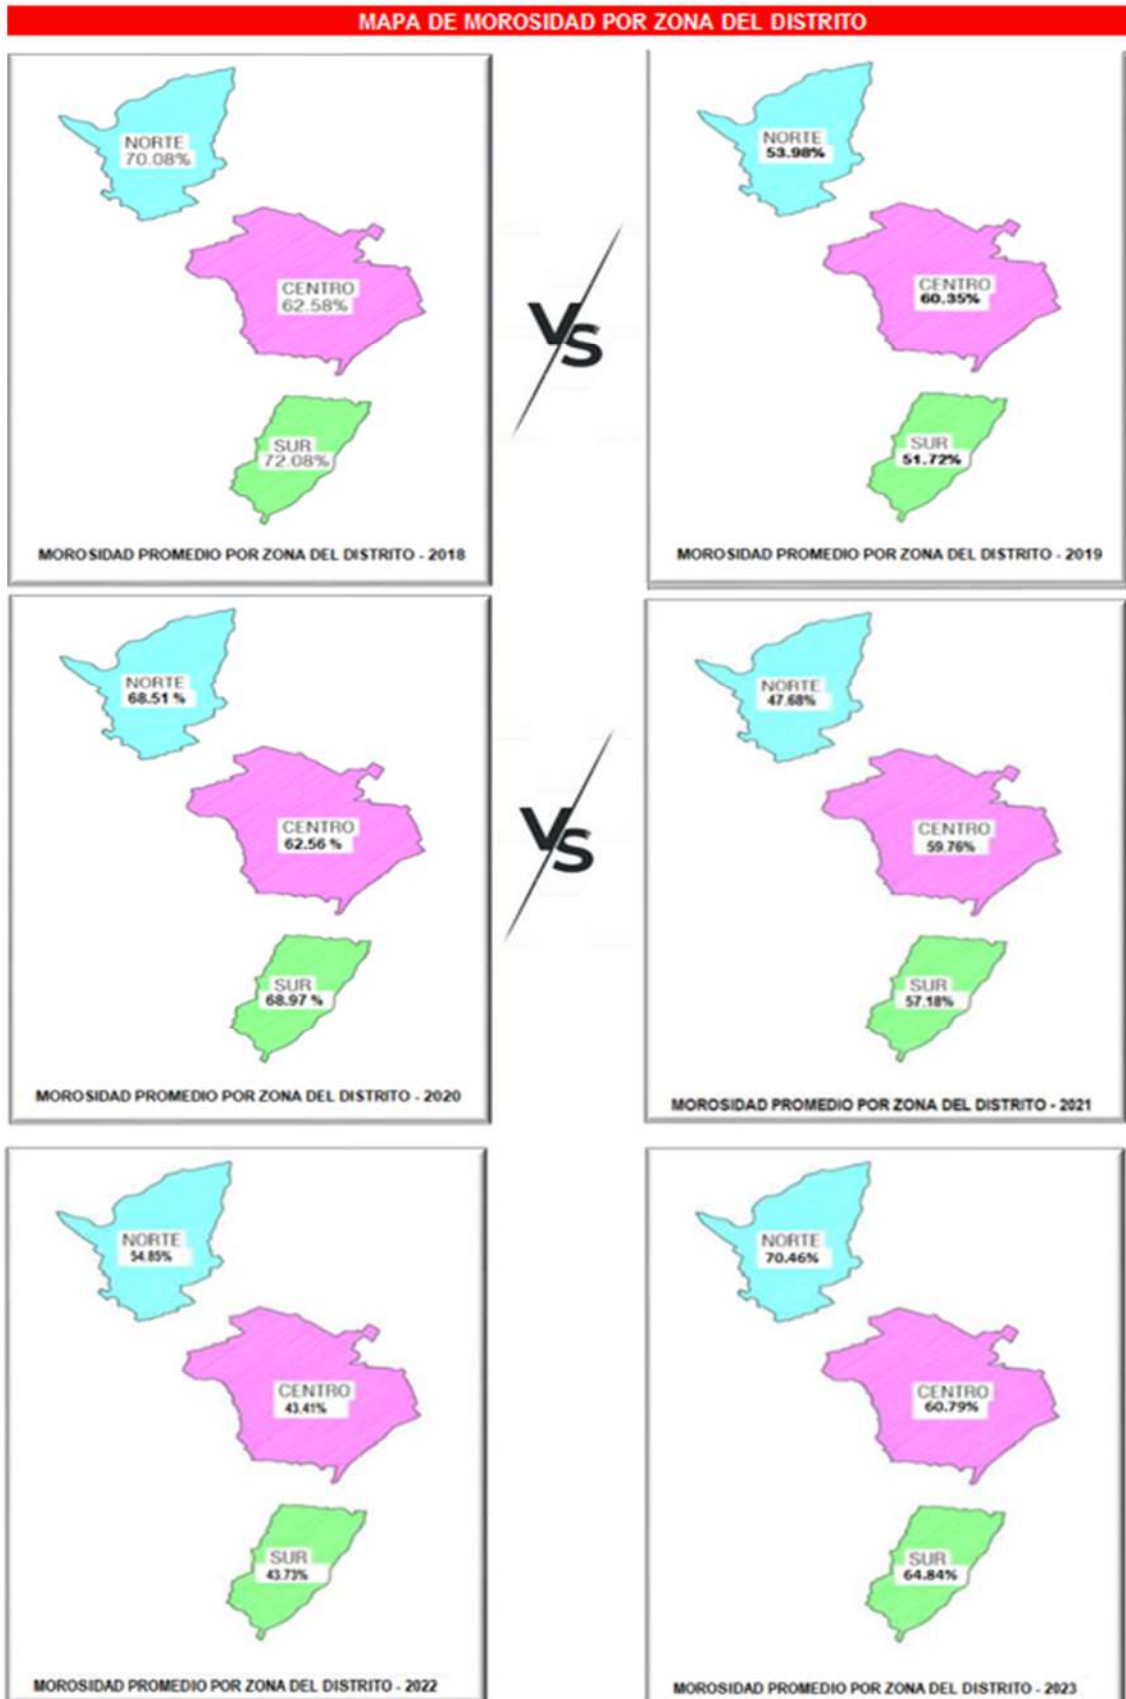 MAPA DE MOROSIDAD POR ZONA DEL DISTRITO
NORTE
70.08%
CENTRO
62.58%
SUR
72.08%
MOROSIDAD PROMEDIO POR ZONA DEL DISTRITO - 2018
VS
NORTE
53.98%
CENTRO
60.35%
SUR
51.72%
MOROSIDAD PROMEDIO POR ZONA DEL DISTRITO - 2019
NORTE
68.51 %
CENTRO
62.56 %
SUR
68.97 %
MOROSIDAD PROMEDIO POR ZONA DEL DISTRITO - 2020
VS
NORTE
47.68%
CENTRO
59.76%
SUR
57.18%
MOROSIDAD PROMEDIO POR ZONA DEL DISTRITO - 2021
NORTE
54.85%
CENTRO
43.41%
SUR
43.73%
MOROSIDAD PROMEDIO POR ZONA DEL DISTRITO - 2022
NORTE
70.46%
CENTRO
60.79%
SUR
64.84%
MOROSIDAD PROMEDIO POR ZONA DEL DISTRITO - 2023